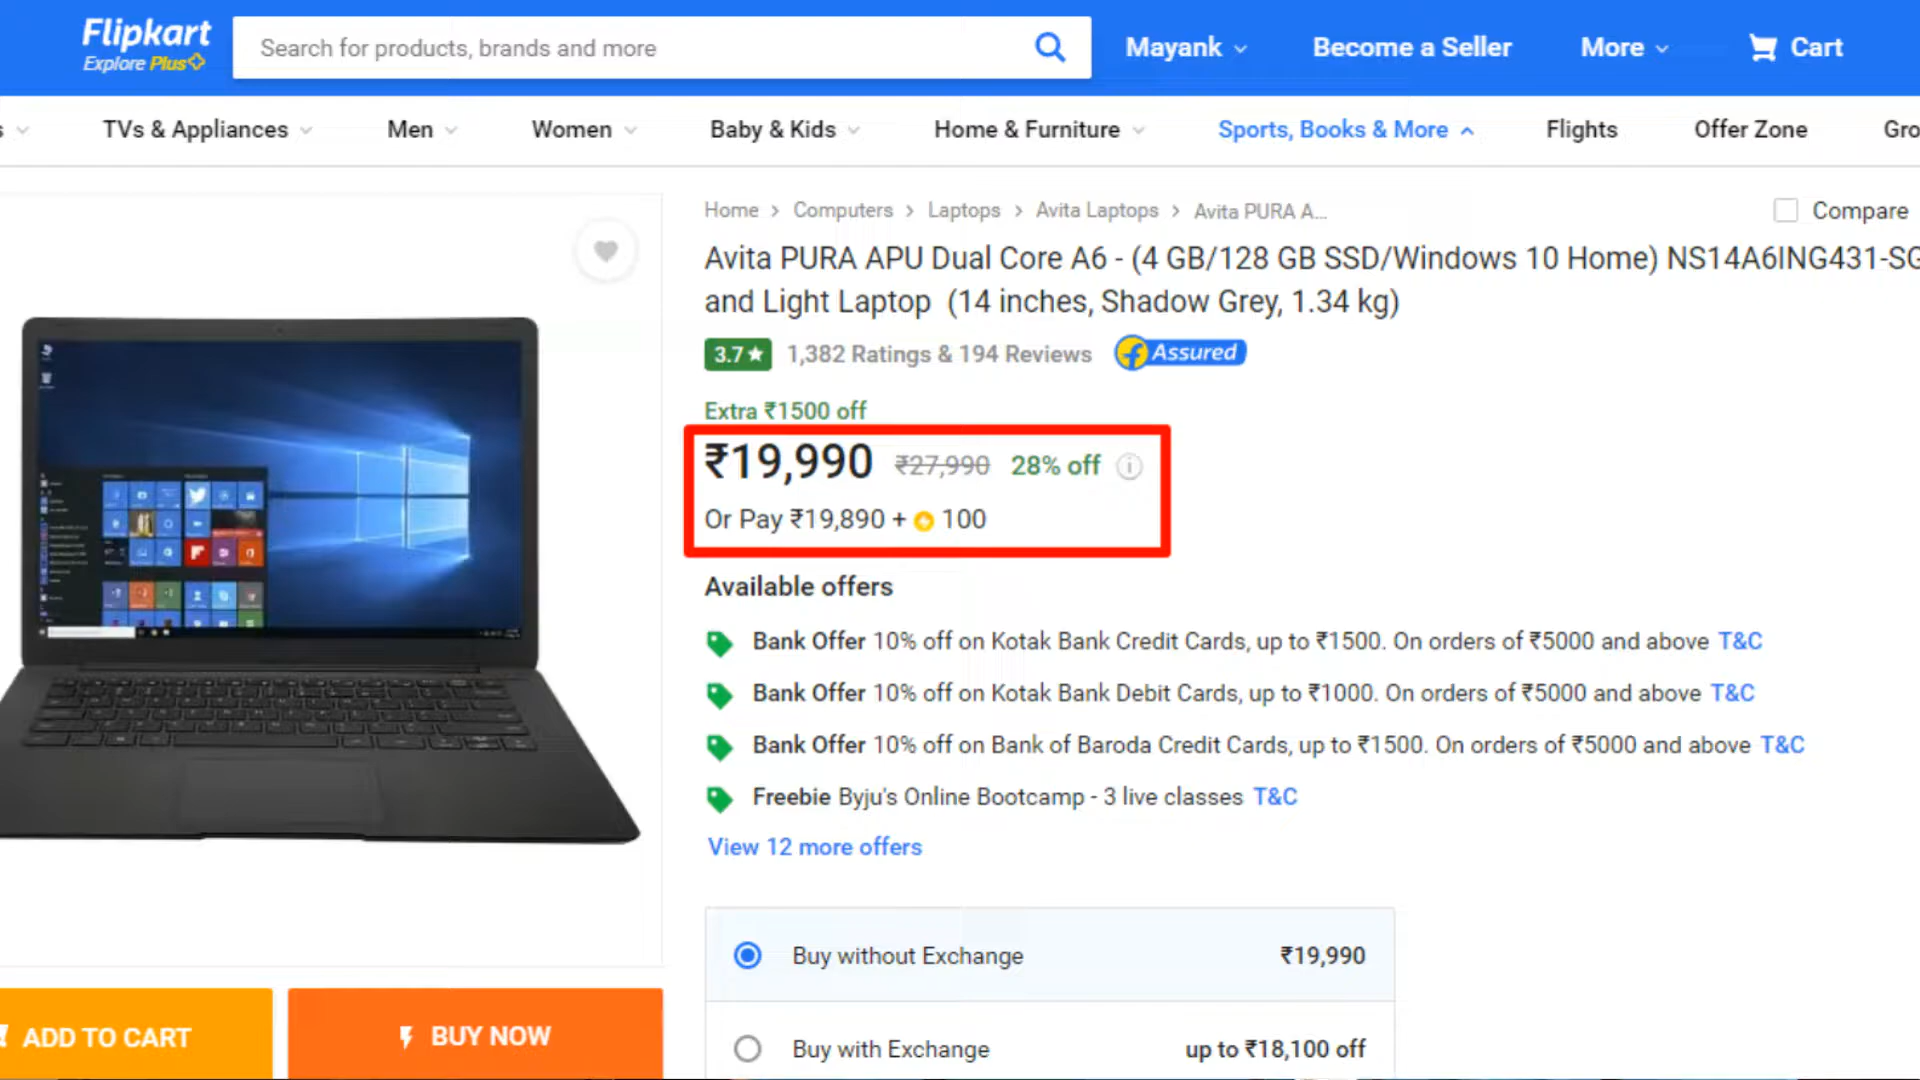 Flipkart
Explore Plus
Search for products, brands and more
Mayank
Become a Seller
More
Cart
TVs & Appliances
Men
Women
Baby & Kids
Home & Furniture
Sports, Books & More
Flights
Offer Zone
Gro
Home > Computers > Laptops > Avita Laptops > Avita PURA A...
Compare
Avita PURA APU Dual Core A6 - (4 GB/128 GB SSD/Windows 10 Home) NS14A6ING431-SG
and Light Laptop (14 inches, Shadow Grey, 1.34 kg)
3.7★ 1,382 Ratings & 194 Reviews Assured
Extra ₹1500 off
₹19,990 ₹27,990 28% off
Or Pay ₹19,890 + 100
Available offers
Bank Offer 10% off on Kotak Bank Credit Cards, up to ₹1500. On orders of ₹5000 and above T&C
Bank Offer 10% off on Kotak Bank Debit Cards, up to ₹1000. On orders of ₹5000 and above T&C
Bank Offer 10% off on Bank of Baroda Credit Cards, up to ₹1500. On orders of ₹5000 and above T&C
Freebie Byju's Online Bootcamp - 3 live classes T&C
View 12 more offers
Buy without Exchange ₹19,990
Buy with Exchange up to ₹18,100 off
ADD TO CART
BUY NOW